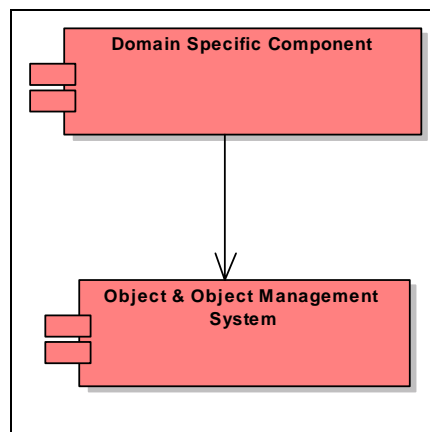 Domain Specific Component
Object & Object Management
System